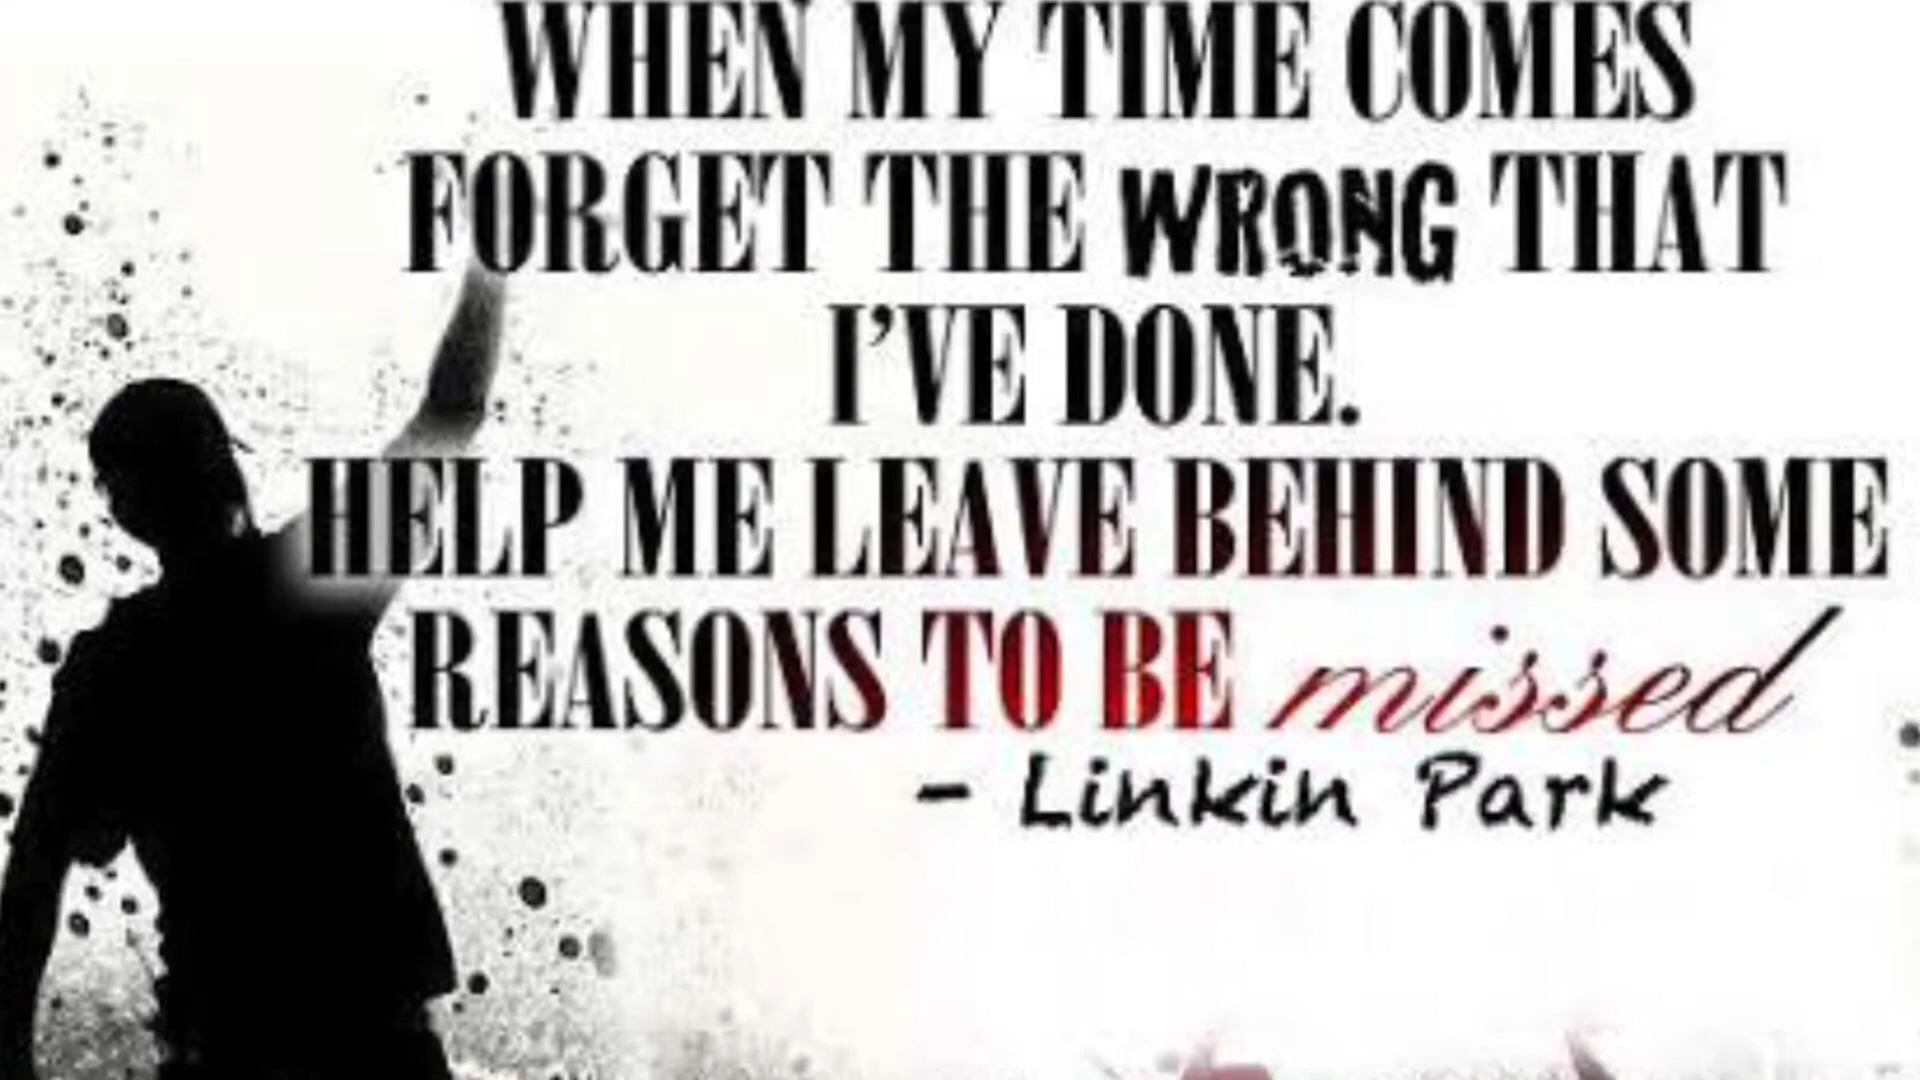 WHEN MY TIME COMES
FORGET THE WRONG THAT
I'VE DONE.
HELP ME LEAVE BEHIND SOME
REASONS TO BE missed
- Linkin Park